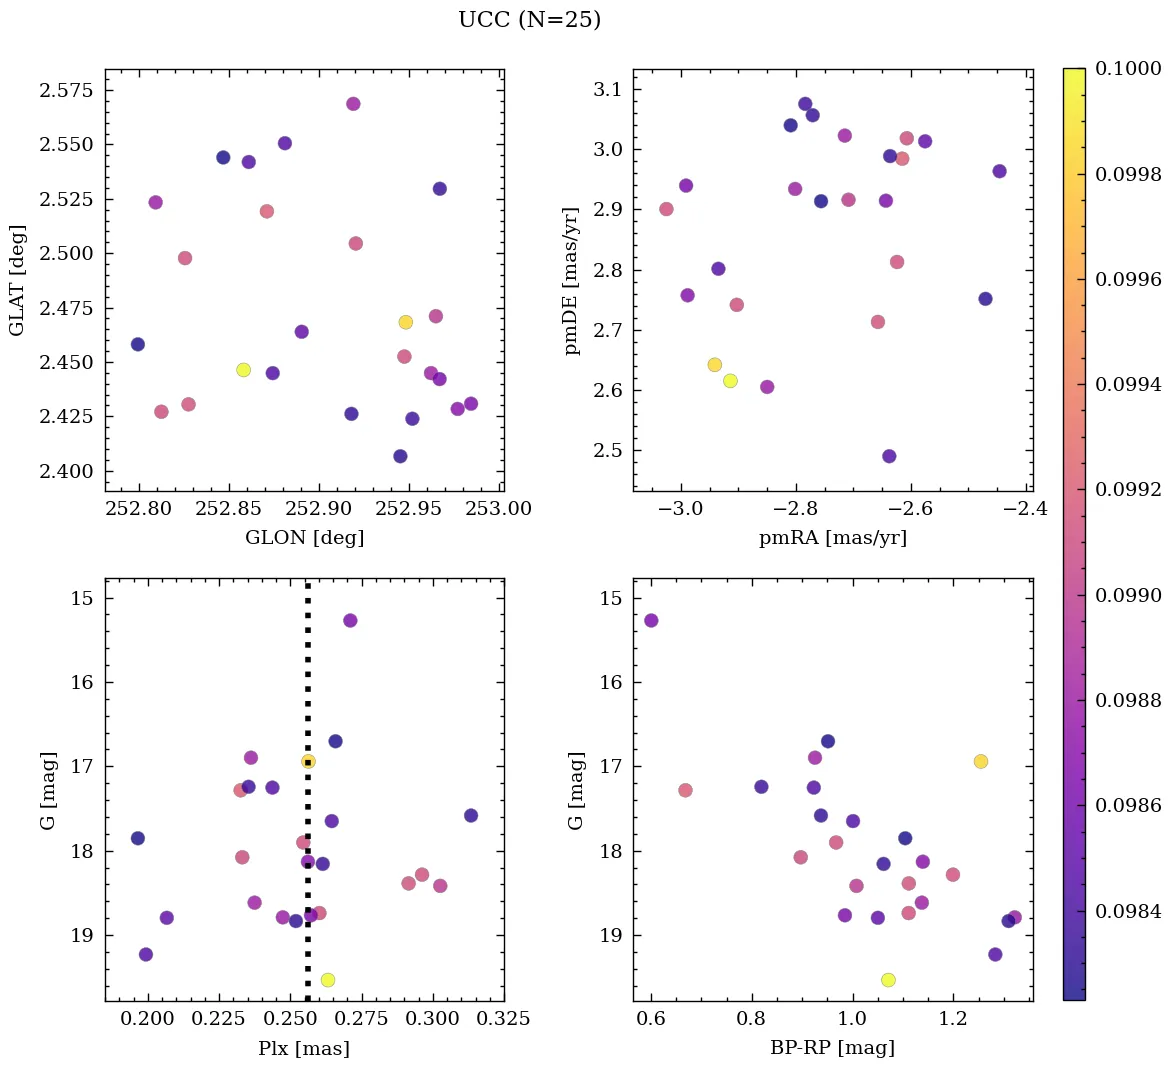 UCC (N=25)
2.575
2.550
2.525
2.500
2.475
2.450
2.425
2.400
GLAT [deg]
252.80 252.85 252.90 252.95 253.00
GLON [deg]
3.1
3.0
2.9
2.8
2.7
2.6
2.5
pmDE [mas/yr]
−3.0 −2.8 −2.6 −2.4
pmRA [mas/yr]
15
16
17
18
19
G [mag]
0.200 0.225 0.250 0.275 0.300 0.325
Plx [mas]
15
16
17
18
19
G [mag]
0.6 0.8 1.0 1.2
BP-RP [mag]
0.1000
0.0998
0.0996
0.0994
0.0992
0.0990
0.0988
0.0986
0.0984